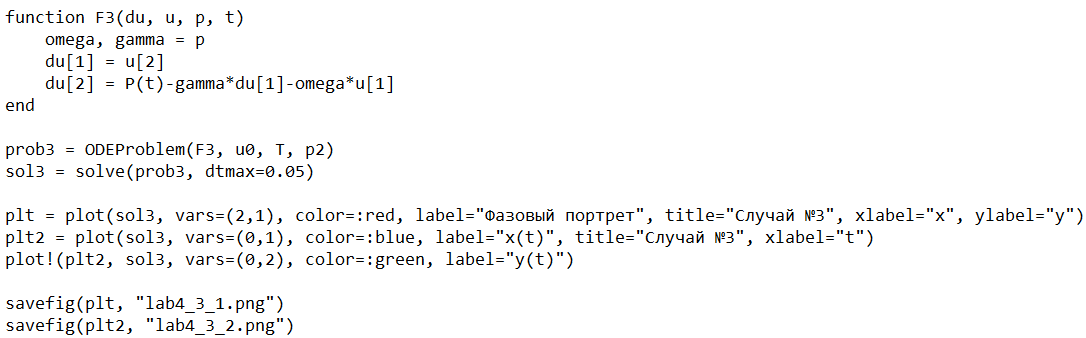 function F3(du, u, p, t)
    omega, gamma = p
    du[1] = u[2]
    du[2] = P(t)-gamma*du[1]-omega*u[1]
end

prob3 = ODEProblem(F3, u0, T, p2)
sol3 = solve(prob3, dtmax=0.05)

plt = plot(sol3, vars=(2,1), color=:red, label="Фазовый портрет", title="Случай №3", xlabel="x", ylabel="y")
plt2 = plot(sol3, vars=(0,1), color=:blue, label="x(t)", title="Случай №3", xlabel="t")
plot!(plt2, sol3, vars=(0,2), color=:green, label="y(t)")

savefig(plt, "lab4_3_1.png")
savefig(plt2, "lab4_3_2.png")